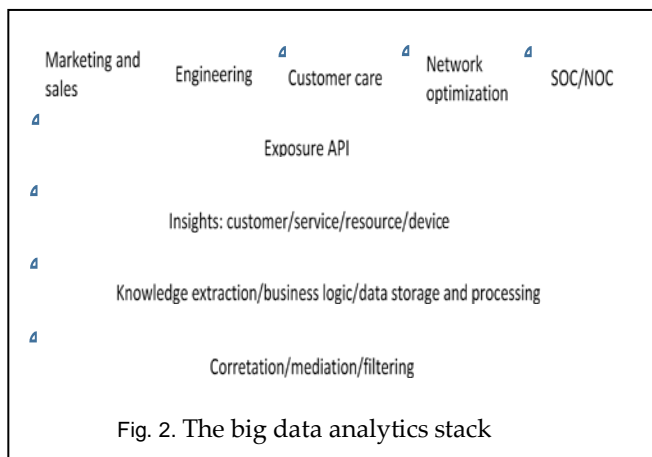 Marketing and sales
Engineering
Customer care
Network optimization
SOC/NOC
Exposure API
Insights: customer/service/resource/device
Knowledge extraction/business logic/data storage and processing
Corretation/mediation/filtering
Fig. 2. The big data analytics stack